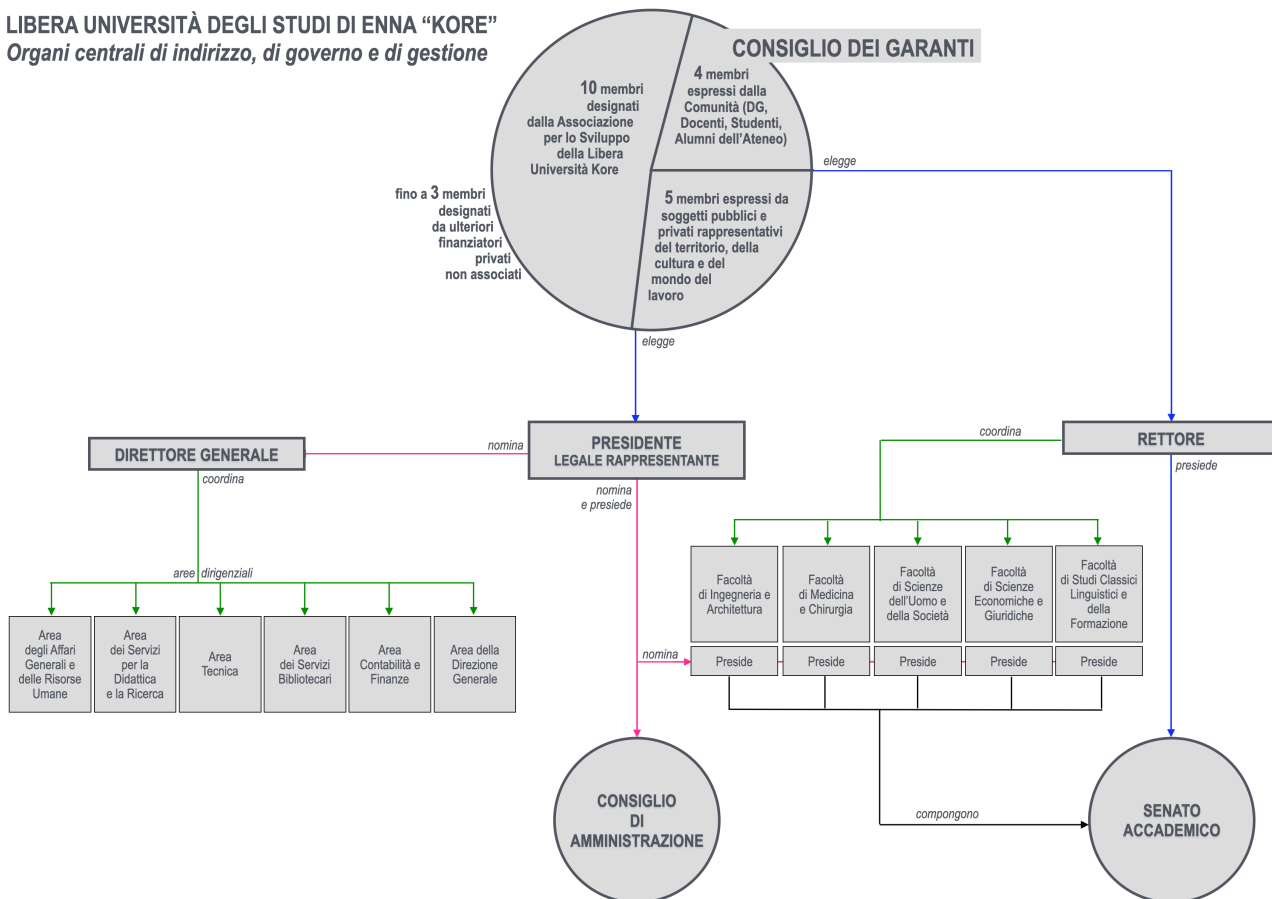 LIBERA UNIVERSITÀ DEGLI STUDI DI ENNA “KORE”
Organi centrali di indirizzo, di governo e di gestione
CONSIGLIO DEI GARANTI
10 membri
designati
dalla Associazione
per lo Sviluppo
della Libera
Università Kore
4 membri
espressi dalla
Comunità (DG,
Docenti, Studenti,
Alumni dell’Ateneo)
fino a 3 membri
designati
da ulteriori
finanziatori
privati
non associati
5 membri espressi da
soggetti pubblici e
privati rappresentativi
del territorio, della
cultura e del
mondo del
lavoro
elegge
elegge
DIRETTORE GENERALE
nomina
PRESIDENTE
LEGALE RAPPRESENTANTE
coordina
RETTORE
coordina
nomina
e presiede
presiede
aree dirigenziali
Area
degli Affari
Generali e
delle Risorse
Umane
Area
dei Servizi
per la
Didattica
e la Ricerca
Area
Tecnica
Area
dei Servizi
Bibliotecari
Area
Contabilità e
Finanze
Area della
Direzione
Generale
Facoltà
di Ingegneria e
Architettura
Facoltà
di Medicina
e Chirurgia
Facoltà
di Scienze
dell’Uomo e
della Società
Facoltà
di Scienze
Economiche e
Giuridiche
Facoltà
di Studi Classici
Linguistici e
della
Formazione
nomina
Preside
Preside
Preside
Preside
Preside
CONSIGLIO
DI
AMMINISTRAZIONE
compongono
SENATO
ACCADEMICO